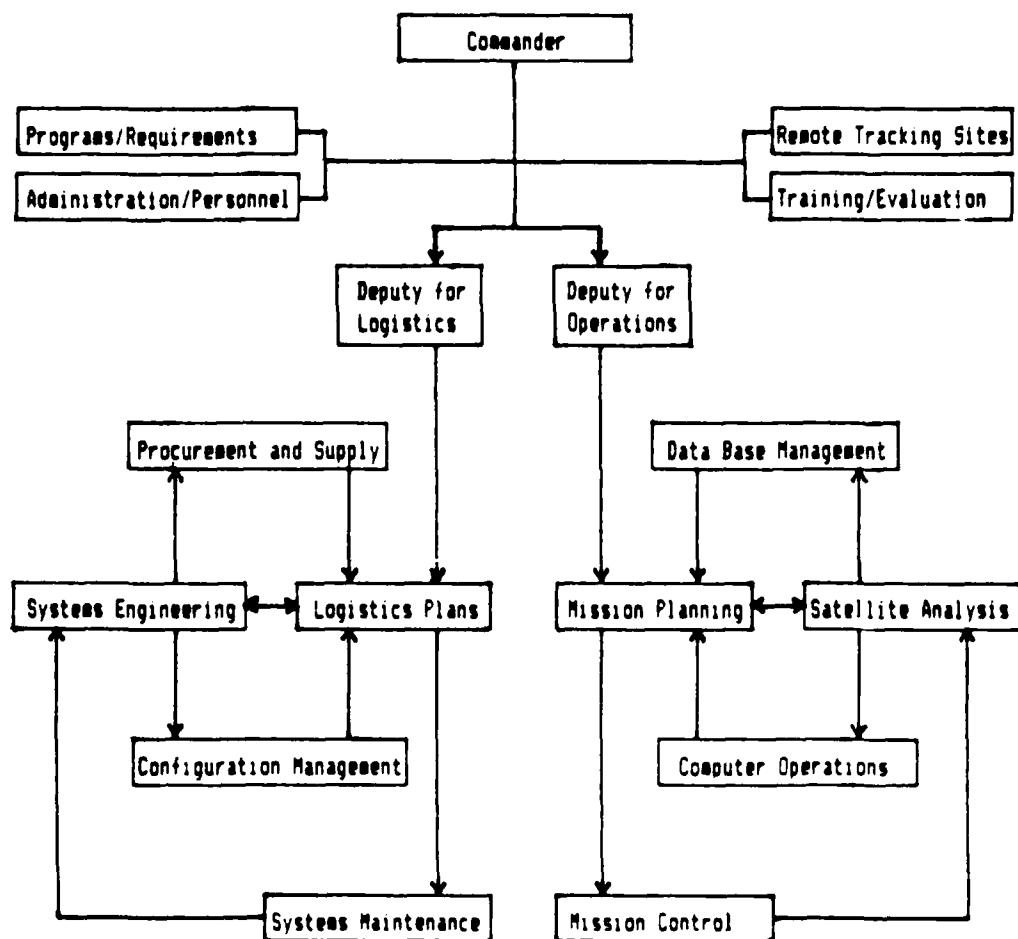 Commander
Programs/Requirements
Remote Tracking Sites
Administration/Personnel
Training/Evaluation
Deputy for
Logistics
Deputy for
Operations
Procurement and Supply
Data Base Management
Systems Engineering
Logistics Plans
Mission Planning
Satellite Analysis
Configuration Management
Computer Operations
Systems Maintenance
Mission Control